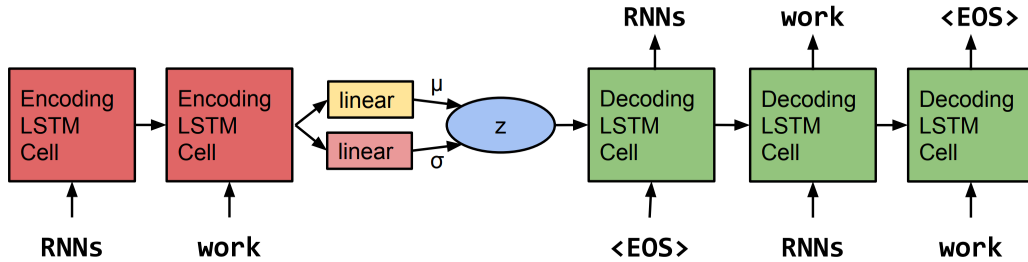 RNNs
work
<EOS>
Encoding
LSTM
Cell
Encoding
LSTM
Cell
linear
μ
linear
σ
z
Decoding
LSTM
Cell
Decoding
LSTM
Cell
Decoding
LSTM
Cell
RNNs
work
<EOS>
RNNs
work